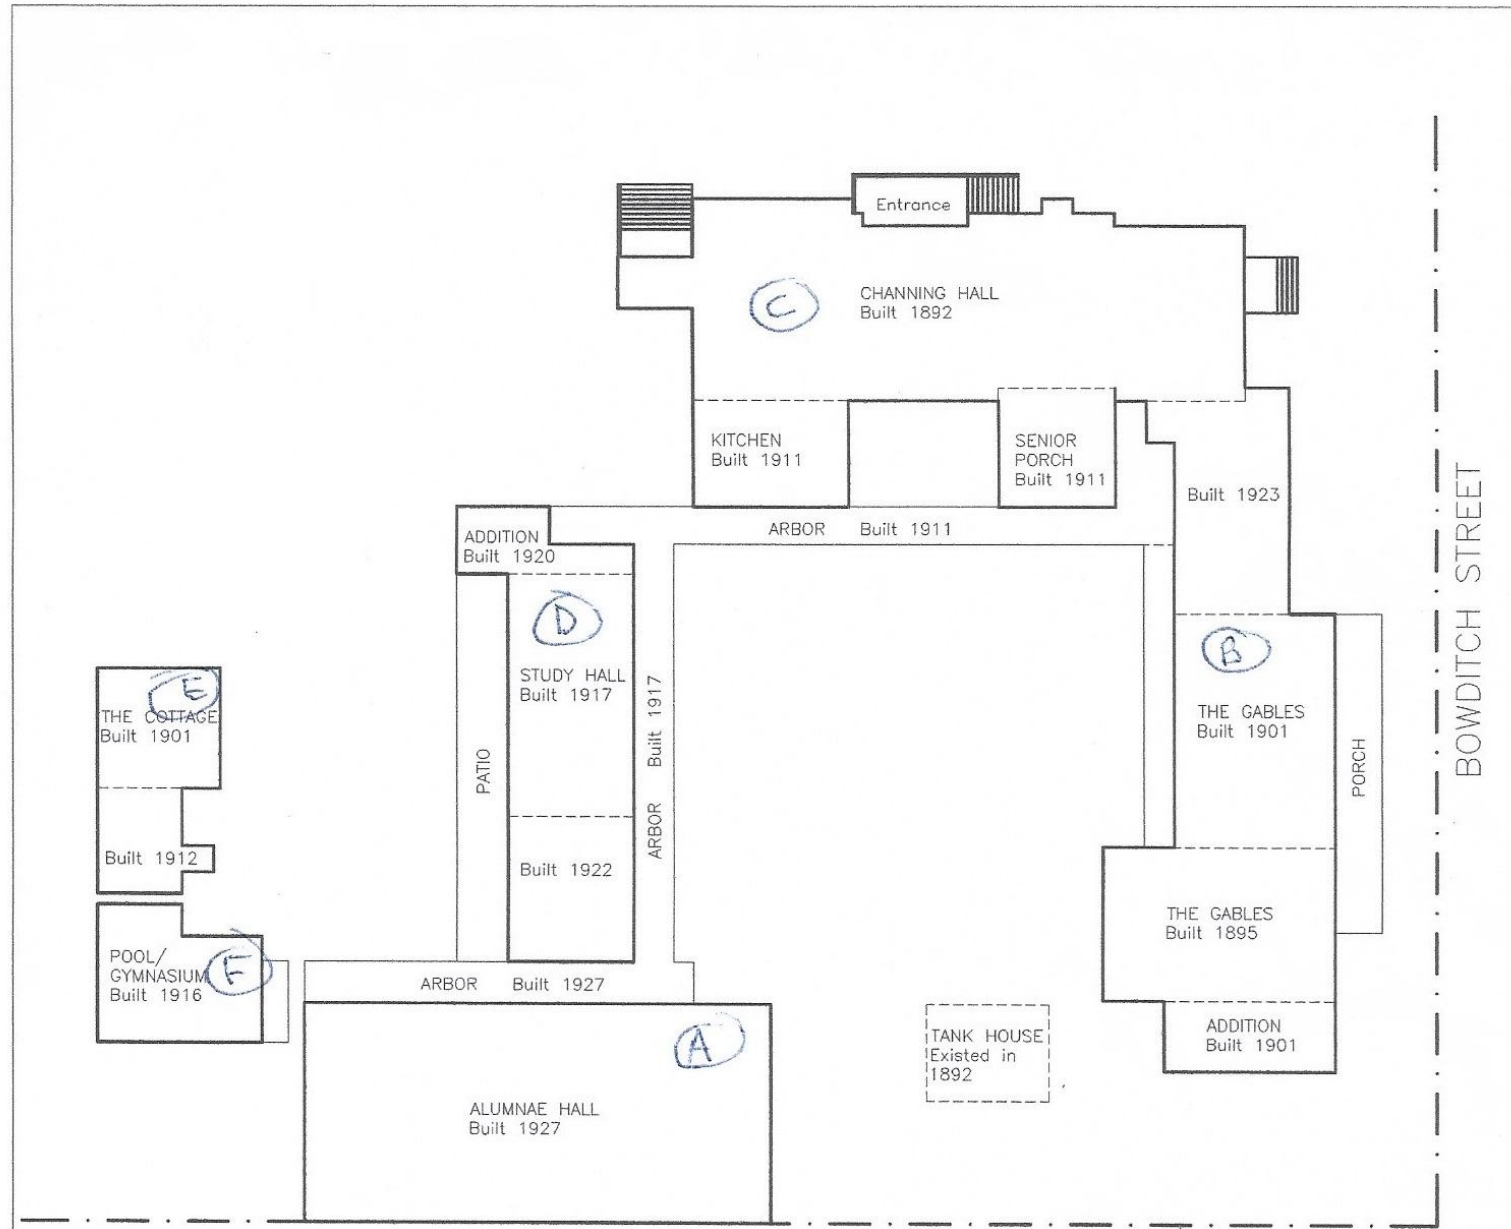 Entrance
C
CHANNING HALL
Built 1892
KITCHEN
Built 1911
SENIOR
PORCH
Built 1911
Built 1923
ARBOR Built 1911
ADDITION
Built 1920
D
STUDY HALL
Built 1917
ARBOR Built 1917
PATIO
Built 1922
B
THE GABLES
Built 1901
PORCH
BOWDITCH STREET
E
THE COTTAGE
Built 1901
Built 1912
THE GABLES
Built 1895
POOL/
GYMNASIUM
Built 1916
F
ARBOR Built 1927
A
ALUMNAE HALL
Built 1927
TANK HOUSE
Existed in
1892
ADDITION
Built 1901